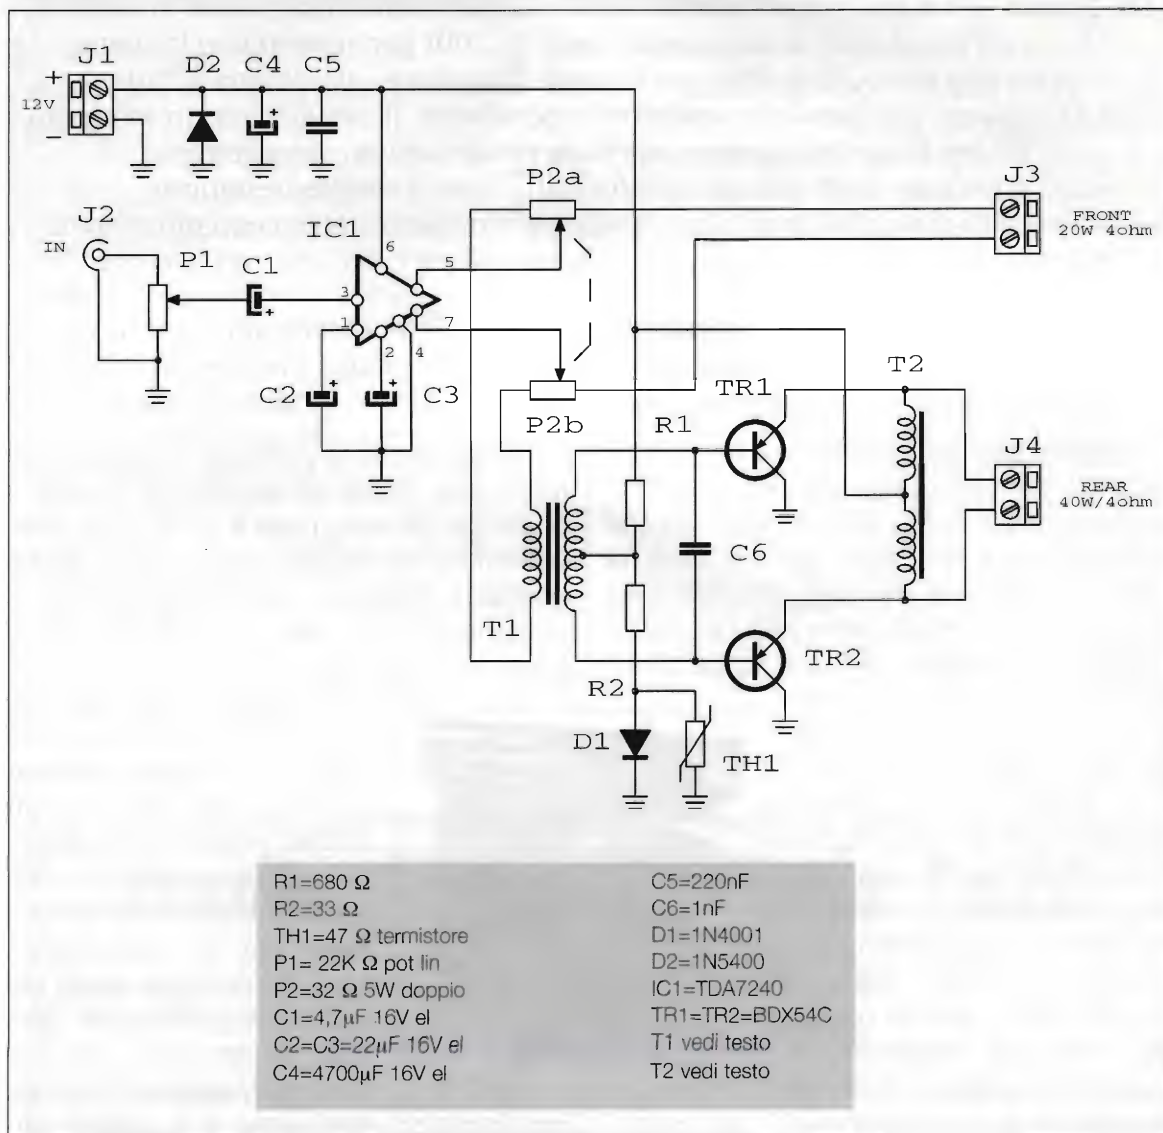 J1
D2 C4 C5
+
12V
−
+
P2a
J3
FRONT
20W 4ohm
J2
IN
P1
C1
IC1
6
5
3
+
1
7
2
4
T2
C2
+
+
C3
TR1
P2b
R1
J4
REAR
40W/4ohm
C6
T1
TR2
R2
D1
TH1
R1=680 Ω
R2=33 Ω
TH1=47 Ω termistore
P1= 22K Ω pot lin
P2=32 Ω 5W doppio
C1=4,7µF 16V el
C2=C3=22µF 16V el
C4=4700µF 16V el
C5=220nF
C6=1nF
D1=1N4001
D2=1N5400
IC1=TDA7240
TR1=TR2=BDX54C
T1 vedi testo
T2 vedi testo